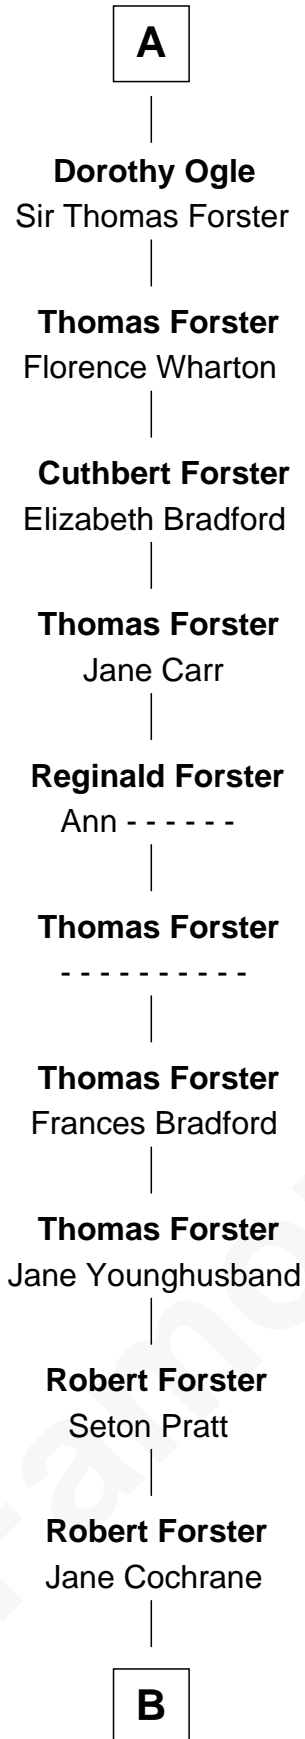 A
Dorothy Ogle
Sir Thomas Forster
Thomas Forster
Florence Wharton
Cuthbert Forster
Elizabeth Bradford
Thomas Forster
Jane Carr
Reginald Forster
Ann - - - - - -
Thomas Forster
- - - - - - - - - -
Thomas Forster
Frances Bradford
Thomas Forster
Jane Younghusband
Robert Forster
Seton Pratt
Robert Forster
Jane Cochrane
B